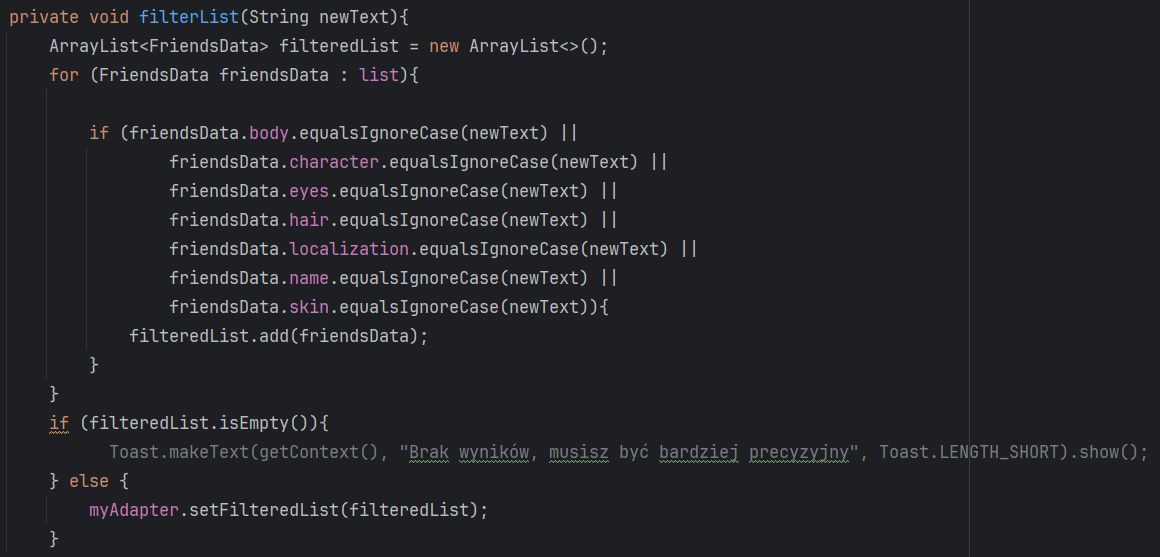 private void filterList(String newText){
ArrayList<FriendsData> filteredList = new ArrayList<>();
for (FriendsData friendsData : list){
if (friendsData.body.equalsIgnoreCase(newText) ||
friendsData.character.equalsIgnoreCase(newText) ||
friendsData.eyes.equalsIgnoreCase(newText) ||
friendsData.hair.equalsIgnoreCase(newText) ||
friendsData.localization.equalsIgnoreCase(newText) ||
friendsData.name.equalsIgnoreCase(newText) ||
friendsData.skin.equalsIgnoreCase(newText)){
filteredList.add(friendsData);
}
}
if (filteredList.isEmpty()){
Toast.makeText(getContext(), "Brak wyników, musisz być bardziej precyzyjny", Toast.LENGTH_SHORT).show();
} else {
myAdapter.setFilteredList(filteredList);
}